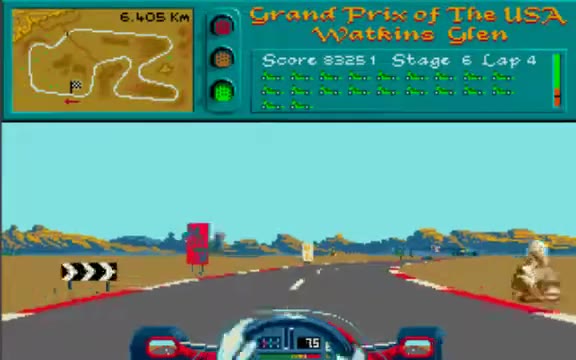 6.405 Km
Grand Prix of The USA
Watkins Glen
Score 83251 Stage 6 Lap 4
75